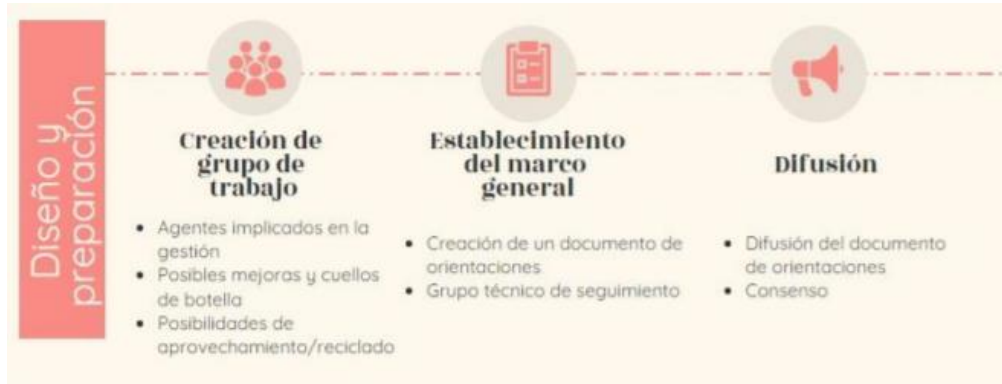 Diseño y
preparación
Creación de
grupo de
trabajo
• Agentes implicados en la
gestión
• Posibles mejoras y cuellos
de botella
• Posibilidades de
aprovechamiento/reciclado
Establecimiento
del marco
general
• Creación de un documento de
orientaciones
• Grupo técnico de seguimiento
Difusión
• Difusión del documento
de orientaciones
• Consenso